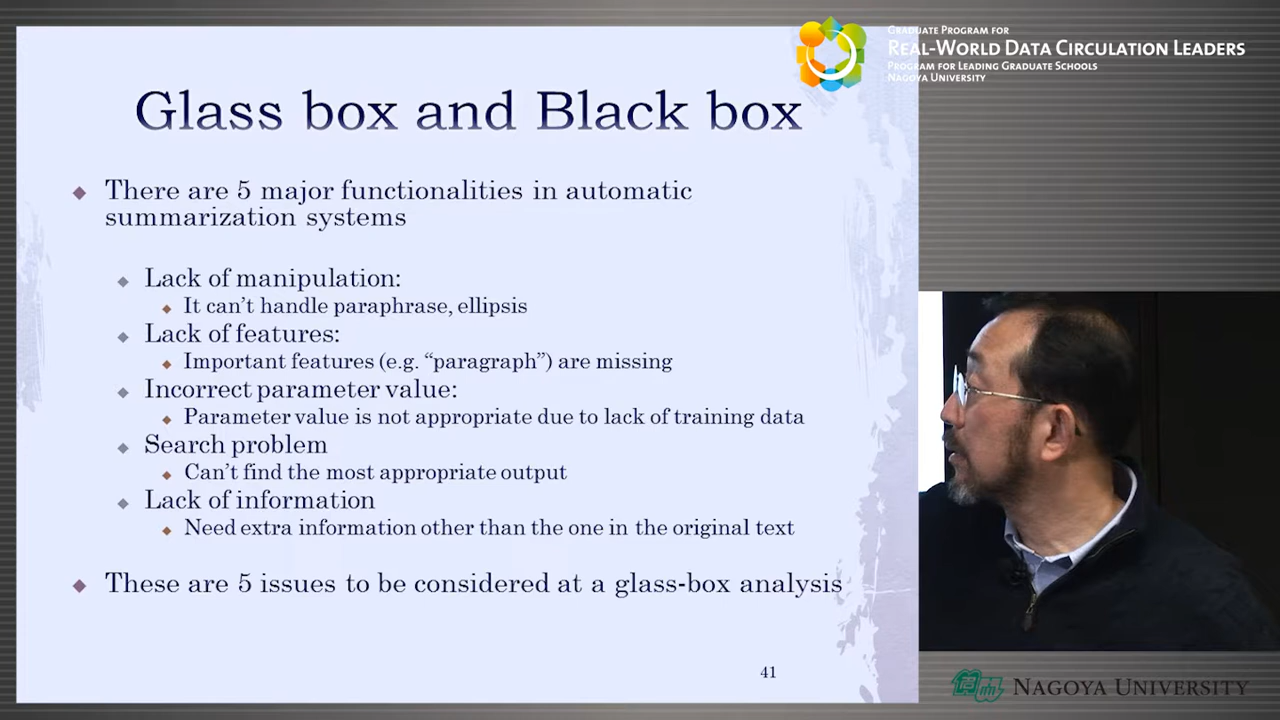 GRADUATE PROGRAM FOR
REAL-WORLD DATA CIRCULATION LEADERS
PROGRAM FOR LEADING GRADUATE SCHOOLS
NAGOYA UNIVERSITY
Glass box and Black box
There are 5 major functionalities in automatic
summarization systems
Lack of manipulation:
It can't handle paraphrase, ellipsis
Lack of features:
Important features (e.g. “paragraph”) are missing
Incorrect parameter value:
Parameter value is not appropriate due to lack of training data
Search problem
Can't find the most appropriate output
Lack of information
Need extra information other than the one in the original text
These are 5 issues to be considered at a glass-box analysis
41
NAGOYA UNIVERSITY